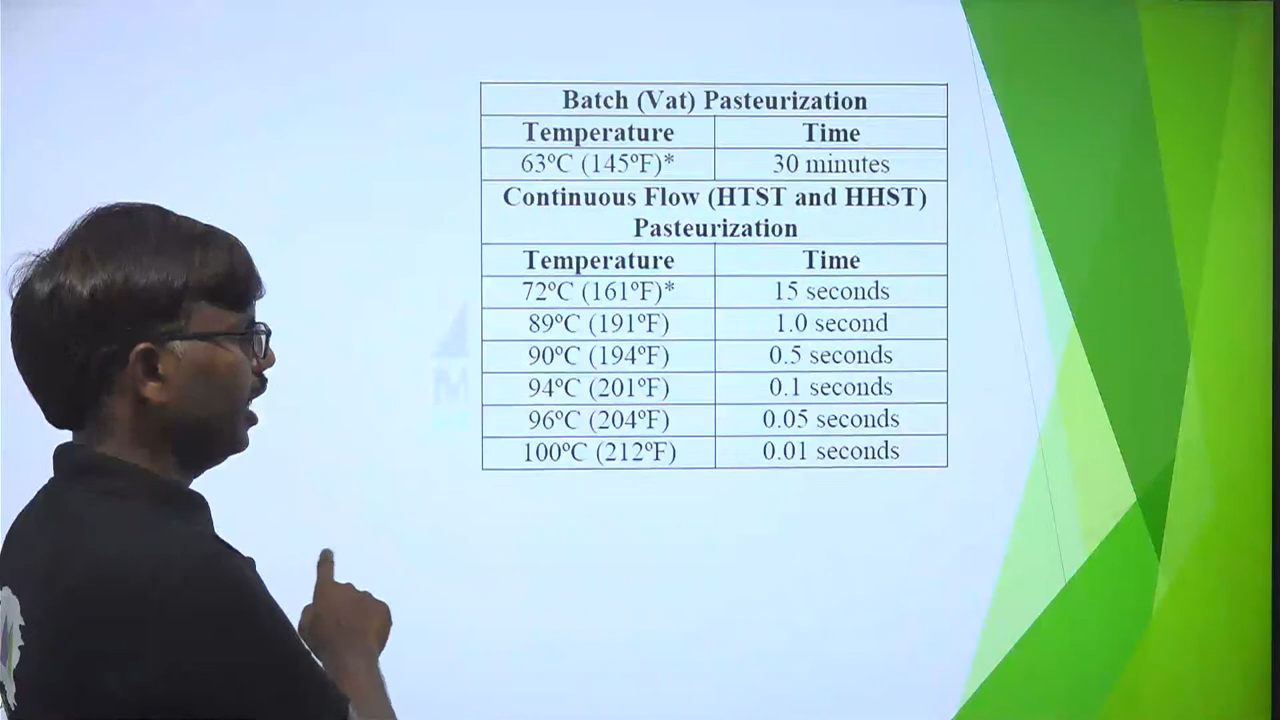 Batch (Vat) Pasteurization
Temperature Time
63ºC (145ºF)* 30 minutes
Continuous Flow (HTST and HHST)
Pasteurization
Temperature Time
72ºC (161ºF)* 15 seconds
89ºC (191ºF) 1.0 second
90ºC (194ºF) 0.5 seconds
94ºC (201ºF) 0.1 seconds
96ºC (204ºF) 0.05 seconds
100ºC (212ºF) 0.01 seconds